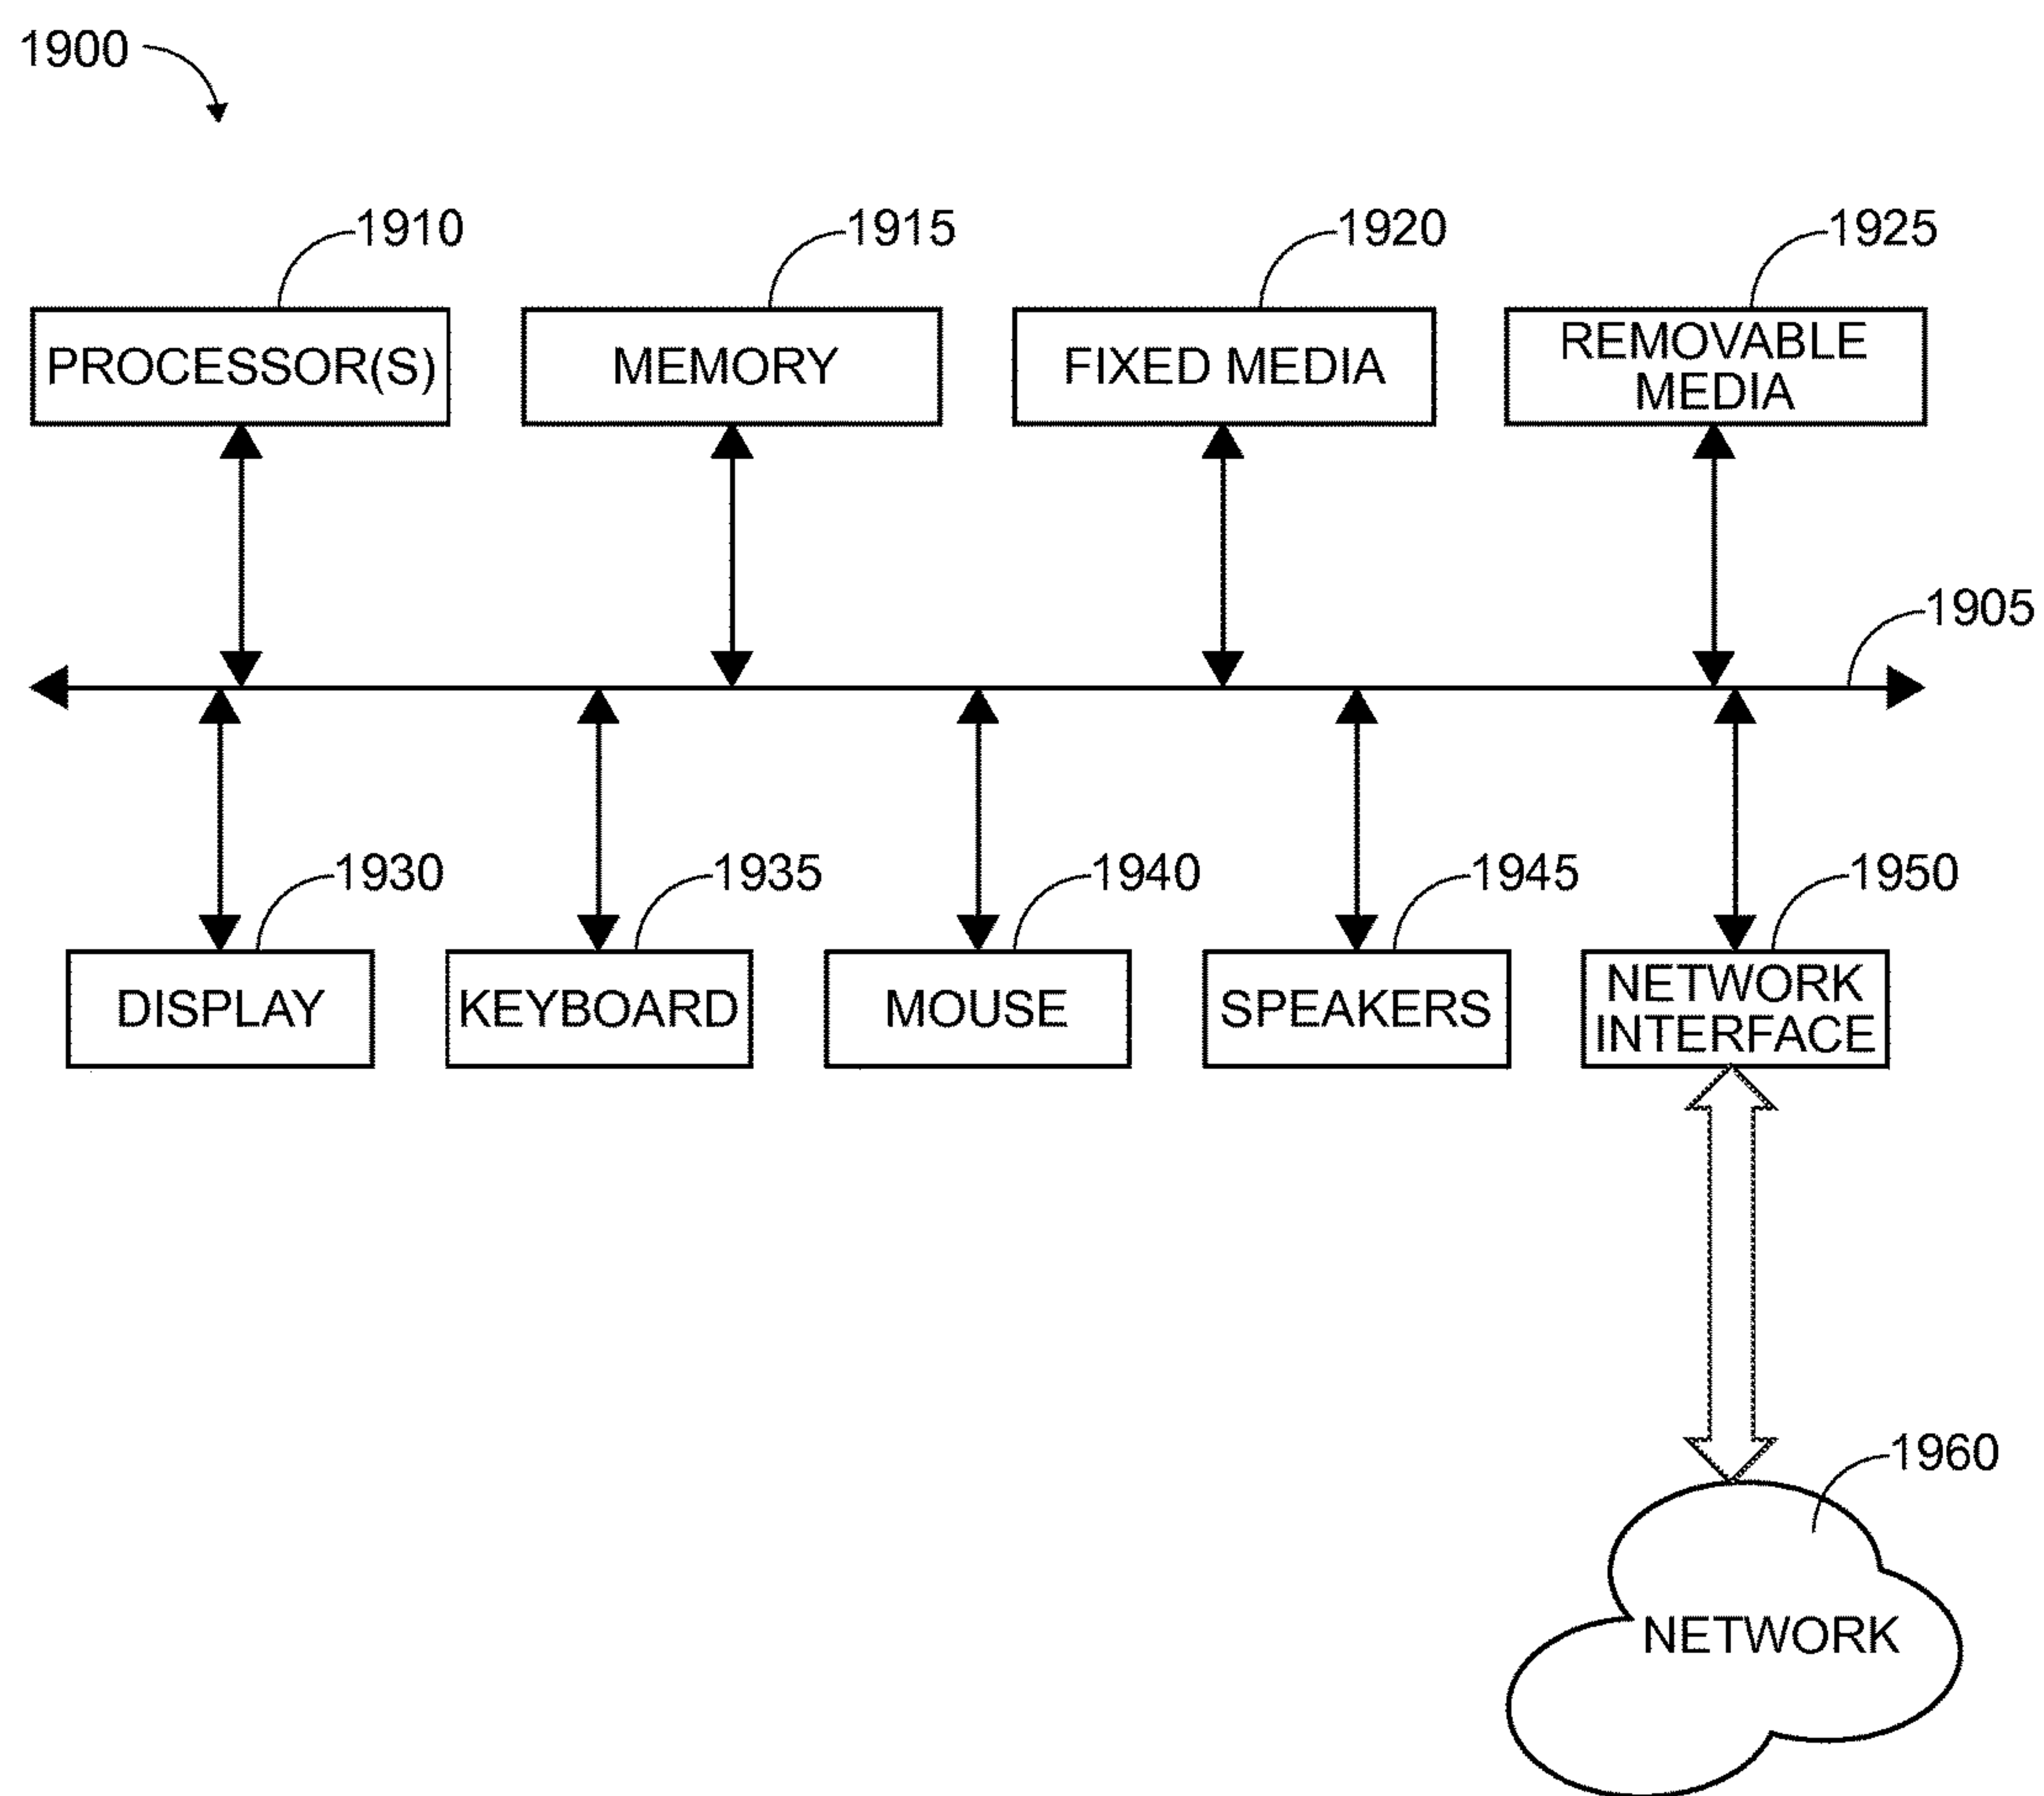 1900
1910
1915
1920
1925
PROCESSOR(S)
MEMORY
FIXED MEDIA
REMOVABLE
MEDIA
1905
1930
1935
1940
1945
1950
DISPLAY
KEYBOARD
MOUSE
SPEAKERS
NETWORK
INTERFACE
1960
NETWORK